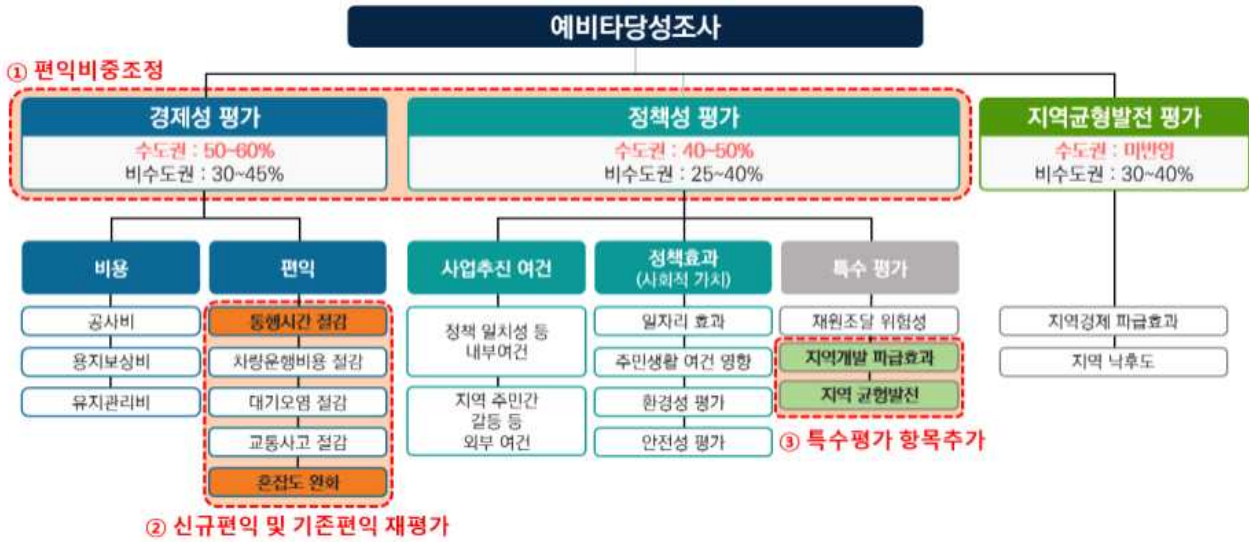 예비타당성조사
① 편익비중조정
경제성 평가
수도권 : 50~60%
비수도권 : 30~45%
정책성 평가
수도권 : 40~50%
비수도권 : 25~40%
지역균형발전 평가
수도권 : 미반영
비수도권 : 30~40%
비용
공사비
용지보상비
유지관리비
편익
통행시간 절감
차량운행비용 절감
대기오염 절감
교통사고 절감
혼잡도 완화
② 신규편익 및 기존편익 재평가
사업추진 여건
정책 일치성 등
내부여건
지역 주민간
갈등 등
외부 여건
정책효과
(사회적 가치)
일자리 효과
주민생활 여건 영향
환경성 평가
안전성 평가
특수 평가
재원조달 위험성
지역개발 파급효과
지역 균형발전
③ 특수평가 항목추가
지역경제 파급효과
지역 낙후도